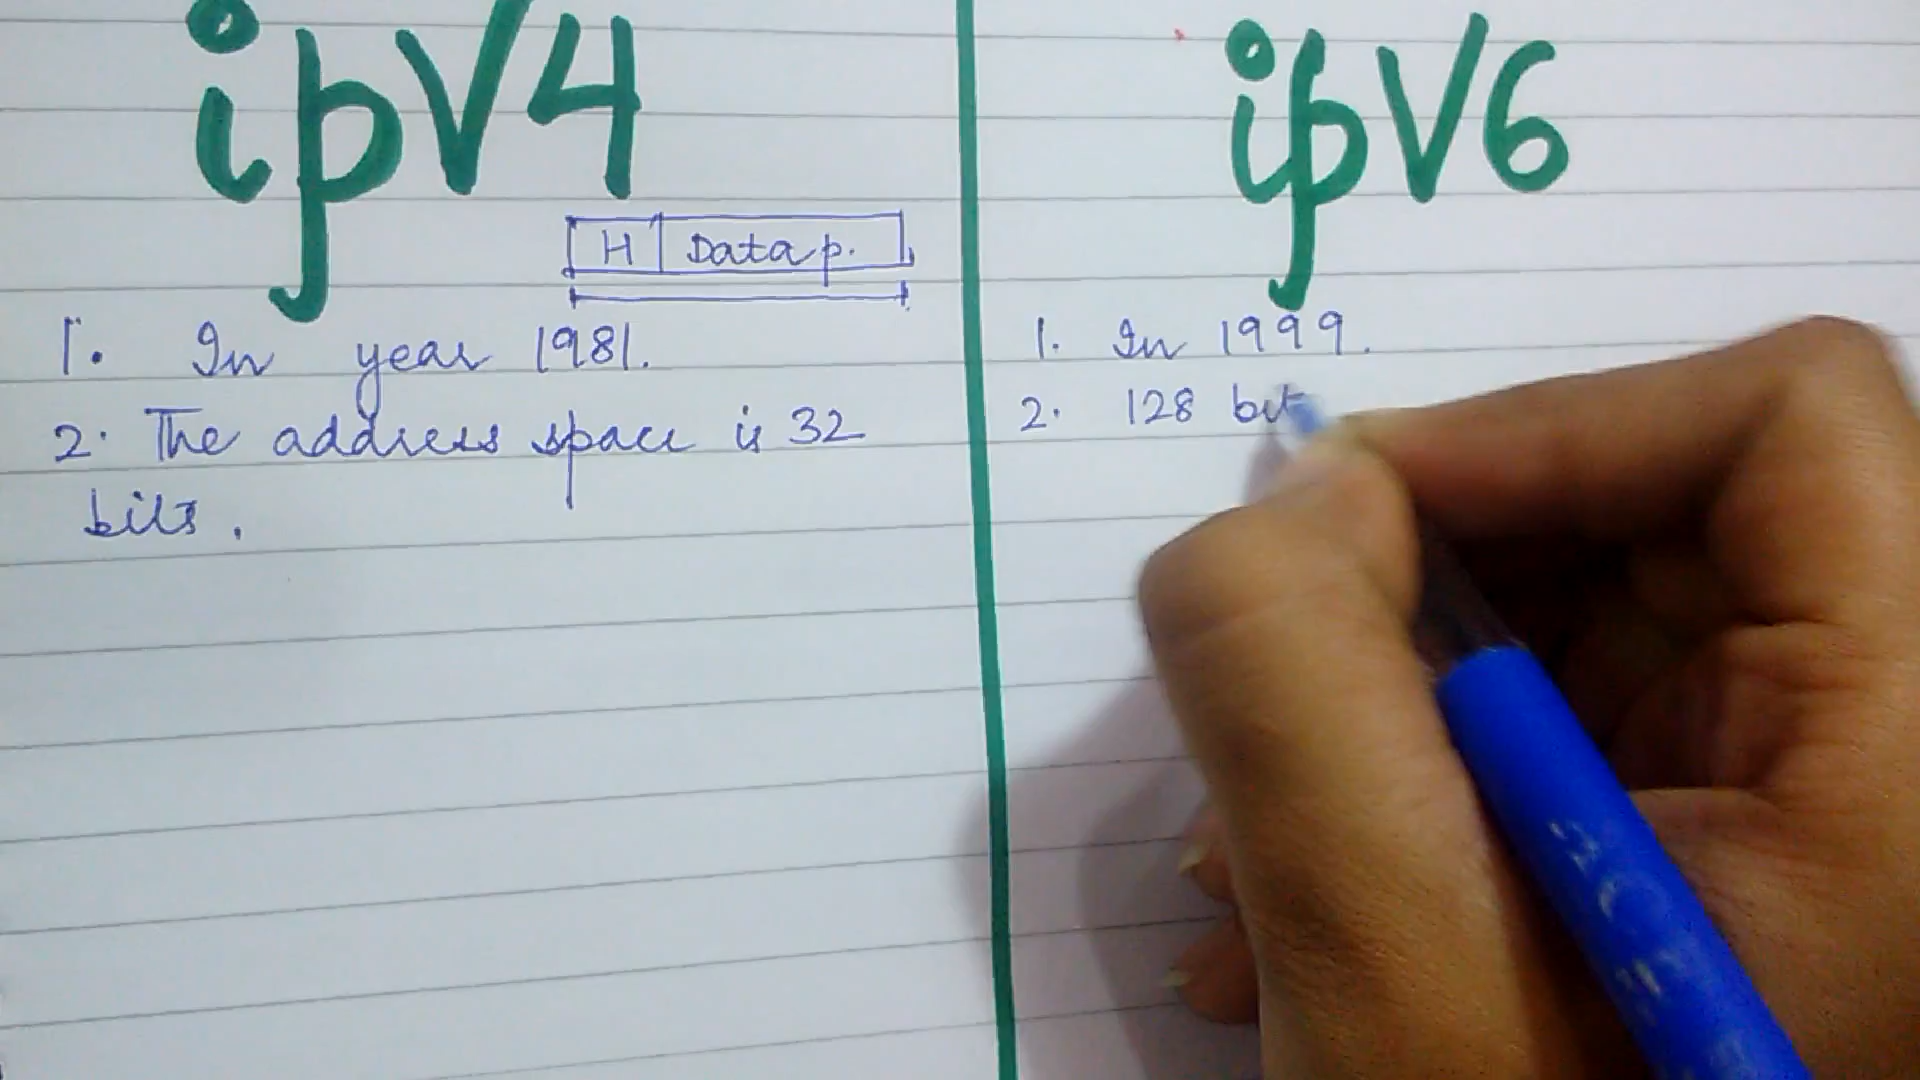 ipV4
H Data p.
1. In year 1981.
2. The address space is 32
bits.
ipV6
1. In 1999.
2. 128 bit